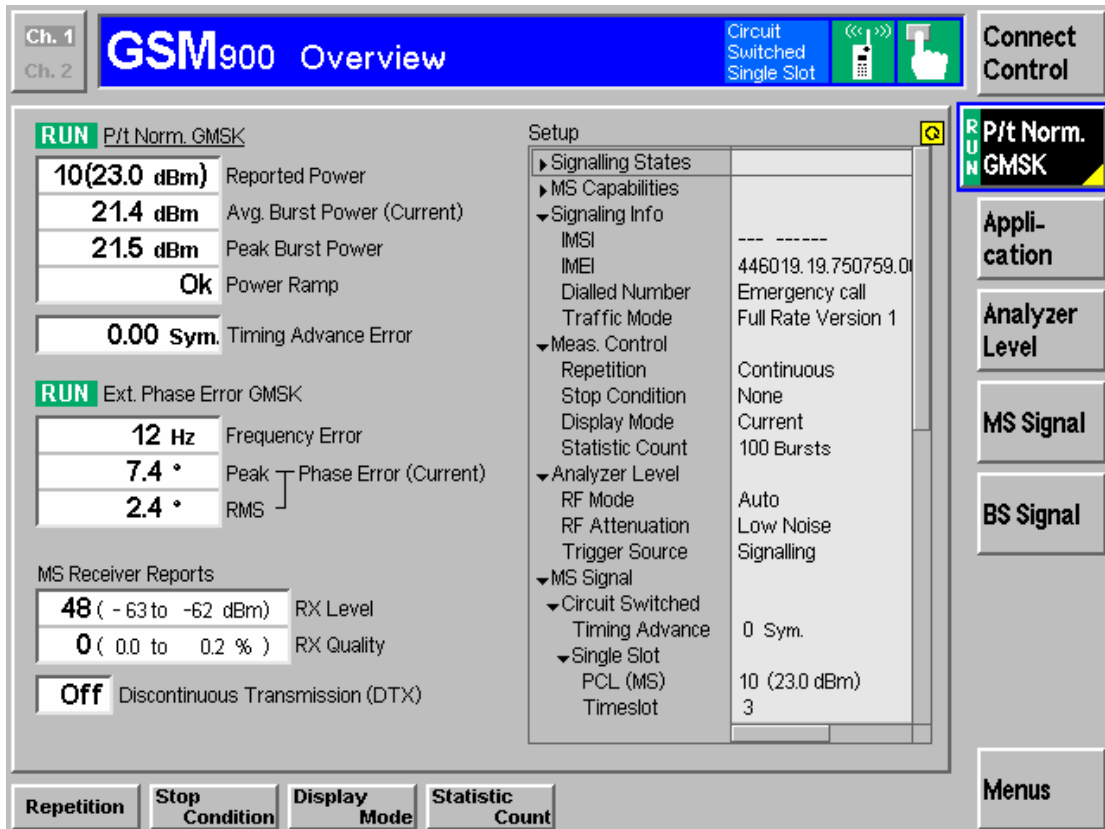 Ch. 1
Ch. 2
GSM900 Overview
Circuit
Switched
Single Slot
Connect
Control
RUN P/t Norm. GMSK
10(23.0 dBm) Reported Power
21.4 dBm Avg. Burst Power (Current)
21.5 dBm Peak Burst Power
Ok Power Ramp
0.00 Sym. Timing Advance Error
RUN Ext. Phase Error GMSK
12 Hz Frequency Error
7.4 ° Peak Phase Error (Current)
2.4 ° RMS
MS Receiver Reports
48 ( - 63 to -62 dBm) RX Level
0 ( 0.0 to 0.2 % ) RX Quality
Off Discontinuous Transmission (DTX)
Setup
Signalling States
MS Capabilities
Signaling Info
IMSI --- ------
IMEI 446019.19.750759.0
Dialled Number Emergency call
Traffic Mode Full Rate Version 1
Meas. Control
Repetition Continuous
Stop Condition None
Display Mode Current
Statistic Count 100 Bursts
Analyzer Level
RF Mode Auto
RF Attenuation Low Noise
Trigger Source Signalling
MS Signal
Circuit Switched
Timing Advance 0 Sym.
Single Slot
PCL (MS) 10 (23.0 dBm)
Timeslot 3
RUN
P/t Norm.
GMSK
Appli-
cation
Analyzer
Level
MS Signal
BS Signal
Menus
Repetition
Stop
Condition
Display
Mode
Statistic
Count